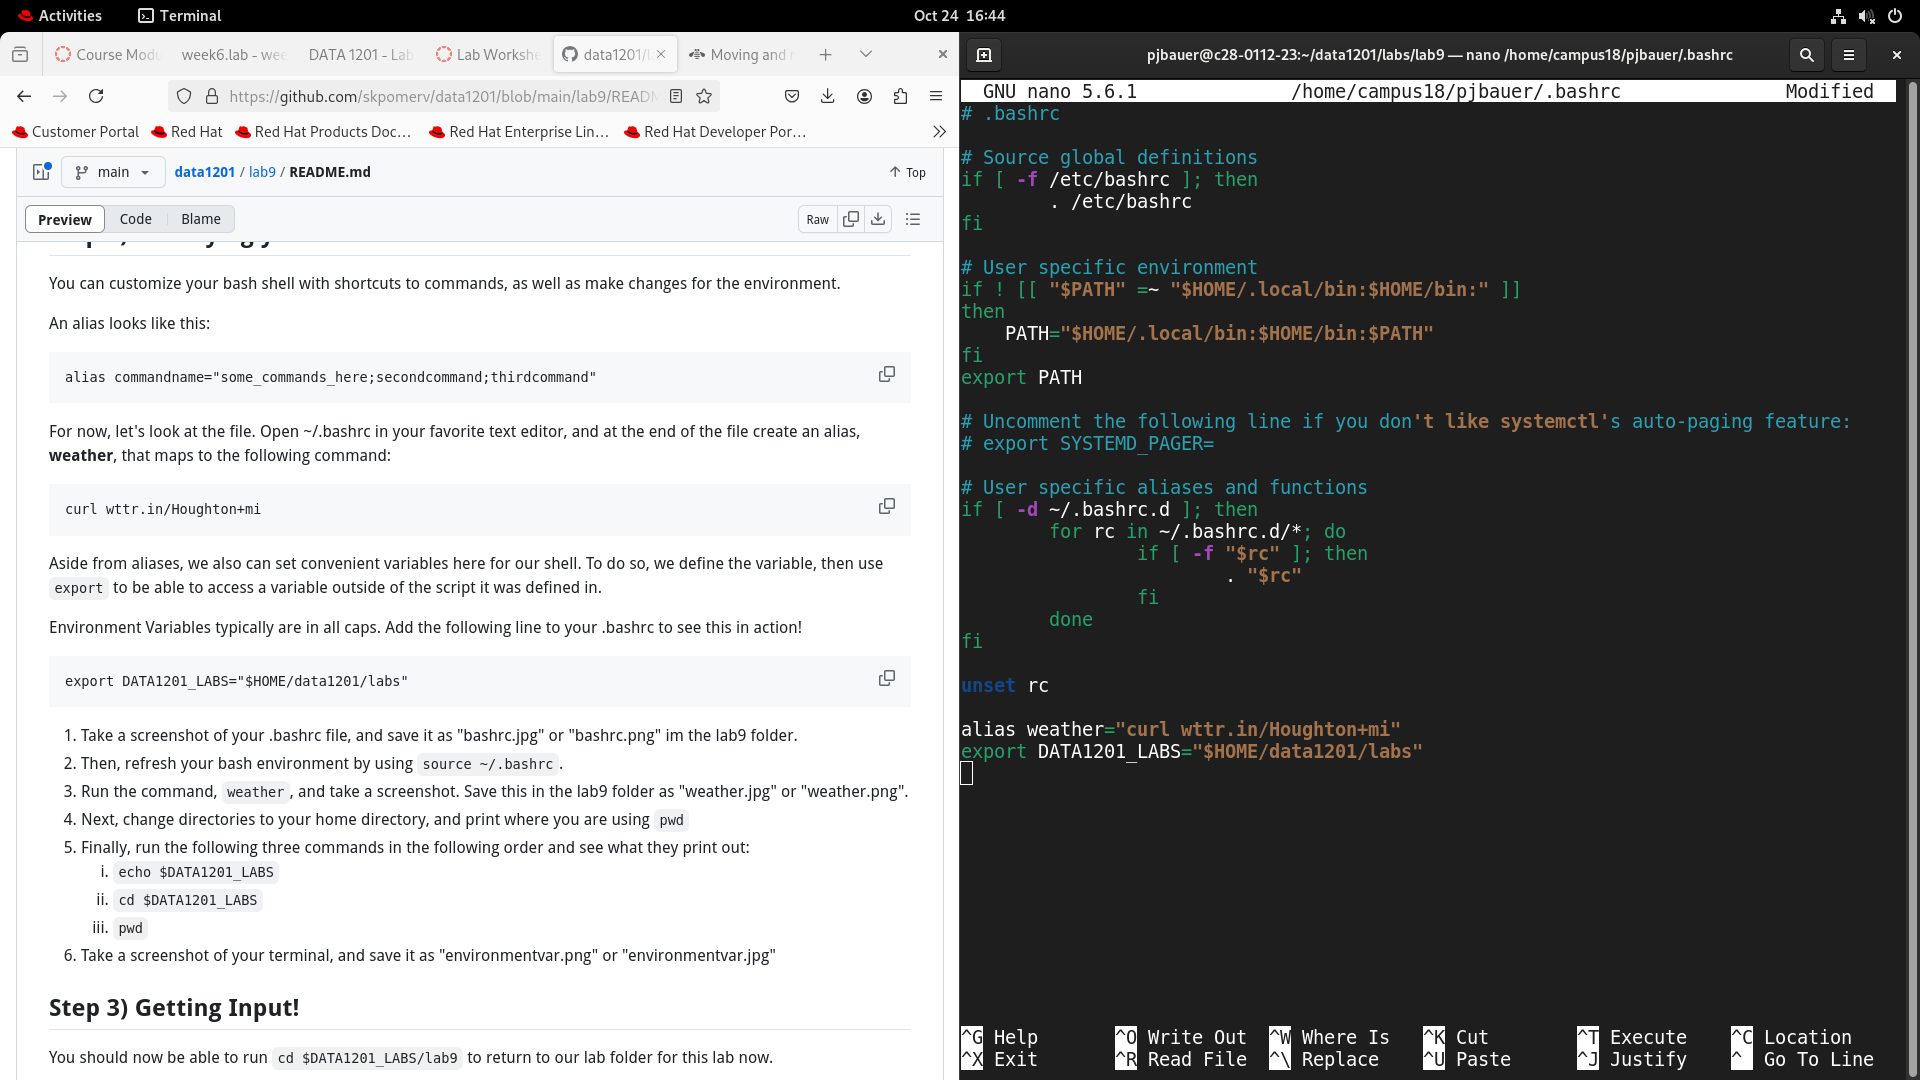 Activities
Terminal
Oct 24 16:44
Course Modu
week6.lab - wee
DATA 1201 - Lab
Lab Workshe
data1201/l
Moving and r
https://github.com/skpomerv/data1201/blob/main/lab9/README
Customer Portal
Red Hat
Red Hat Products Doc…
Red Hat Enterprise Lin…
Red Hat Developer Por…
main
data1201 / lab9 / README.md
Top
Preview
Code
Blame
Raw
You can customize your bash shell with shortcuts to commands, as well as make changes for the environment.
An alias looks like this:
alias commandname="some_commands_here;secondcommand;thirdcommand"
For now, let's look at the file. Open ~/.bashrc in your favorite text editor, and at the end of the file create an alias,
weather, that maps to the following command:
curl wttr.in/Houghton+mi
Aside from aliases, we also can set convenient variables here for our shell. To do so, we define the variable, then use
export to be able to access a variable outside of the script it was defined in.
Environment Variables typically are in all caps. Add the following line to your .bashrc to see this in action!
export DATA1201_LABS="$HOME/data1201/labs"
1. Take a screenshot of your .bashrc file, and save it as "bashrc.jpg" or "bashrc.png" im the lab9 folder.
2. Then, refresh your bash environment by using source ~/.bashrc.
3. Run the command, weather, and take a screenshot. Save this in the lab9 folder as "weather.jpg" or "weather.png".
4. Next, change directories to your home directory, and print where you are using pwd
5. Finally, run the following three commands in the following order and see what they print out:
i. echo $DATA1201_LABS
ii. cd $DATA1201_LABS
iii. pwd
6. Take a screenshot of your terminal, and save it as "environmentvar.png" or "environmentvar.jpg"
Step 3) Getting Input!
You should now be able to run cd $DATA1201_LABS/lab9 to return to our lab folder for this lab now.
pjbauer@c28-0112-23:~/data1201/labs/lab9 — nano /home/campus18/pjbauer/.bashrc
GNU nano 5.6.1 /home/campus18/pjbauer/.bashrc Modified
# .bashrc
# Source global definitions
if [ -f /etc/bashrc ]; then
. /etc/bashrc
fi
# User specific environment
if ! [[ "$PATH" =~ "$HOME/.local/bin:$HOME/bin:" ]]
then
PATH="$HOME/.local/bin:$HOME/bin:$PATH"
fi
export PATH
# Uncomment the following line if you don't like systemctl's auto-paging feature:
# export SYSTEMD_PAGER=
# User specific aliases and functions
if [ -d ~/.bashrc.d ]; then
for rc in ~/.bashrc.d/*; do
if [ -f "$rc" ]; then
. "$rc"
fi
done
fi
unset rc
alias weather="curl wttr.in/Houghton+mi"
export DATA1201_LABS="$HOME/data1201/labs"
^G Help ^O Write Out ^W Where Is ^K Cut ^T Execute ^C Location
^X Exit ^R Read File ^\ Replace ^U Paste ^J Justify ^_ Go To Line